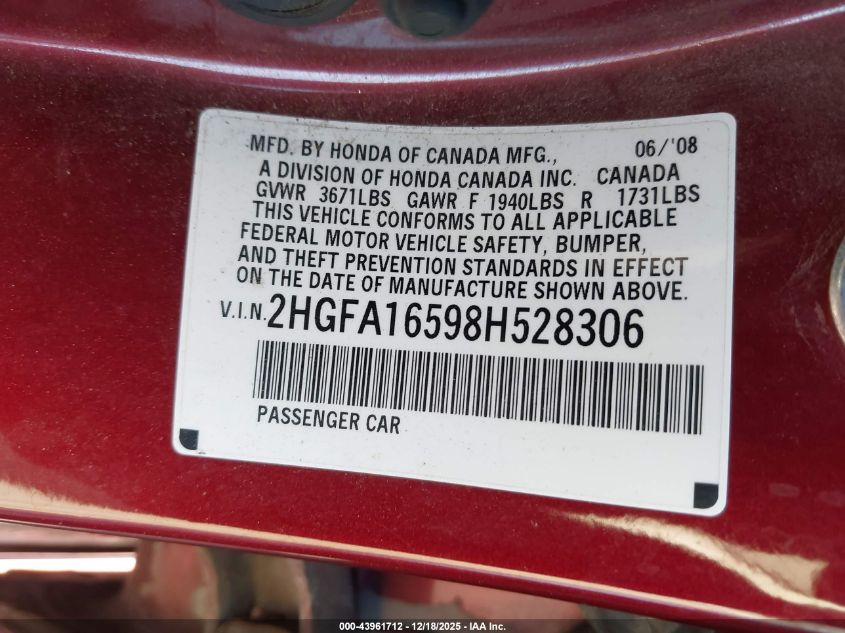 MFD. BY HONDA OF CANADA MFG., 06/'08
A DIVISION OF HONDA CANADA INC. CANADA
GVWR 3671LBS GAWR F 1940LBS R 1731LBS
THIS VEHICLE CONFORMS TO ALL APPLICABLE
FEDERAL MOTOR VEHICLE SAFETY, BUMPER,
AND THEFT PREVENTION STANDARDS IN EFFECT
ON THE DATE OF MANUFACTURE SHOWN ABOVE.
V.I.N. 2HGFA16598H528306
PASSENGER CAR
000-43961712 - 12/18/2025 - IAA Inc.